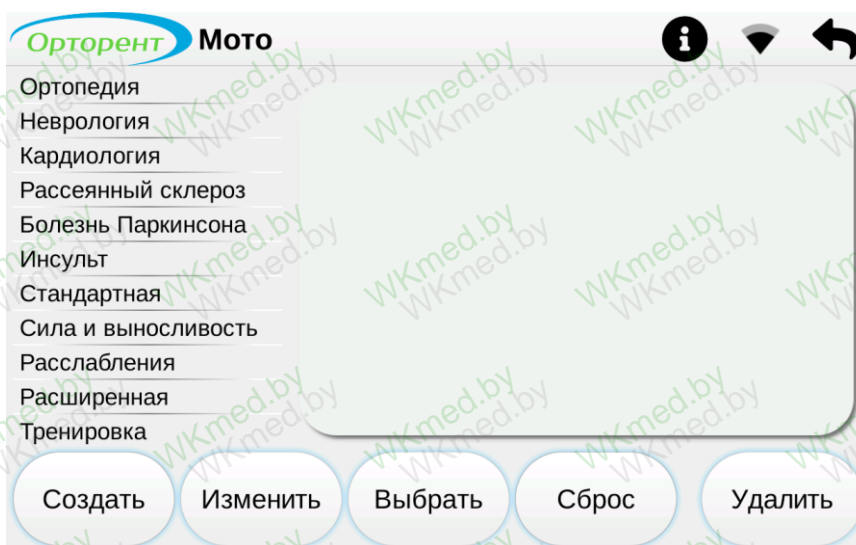 Орторент Мото
Ортопедия
Неврология
Кардиология
Рассеянный склероз
Болезнь Паркинсона
Инсульт
Стандартная
Сила и выносливость
Расслабления
Расширенная
Тренировка
Создать Изменить Выбрать Сброс Удалить
WKmed.by